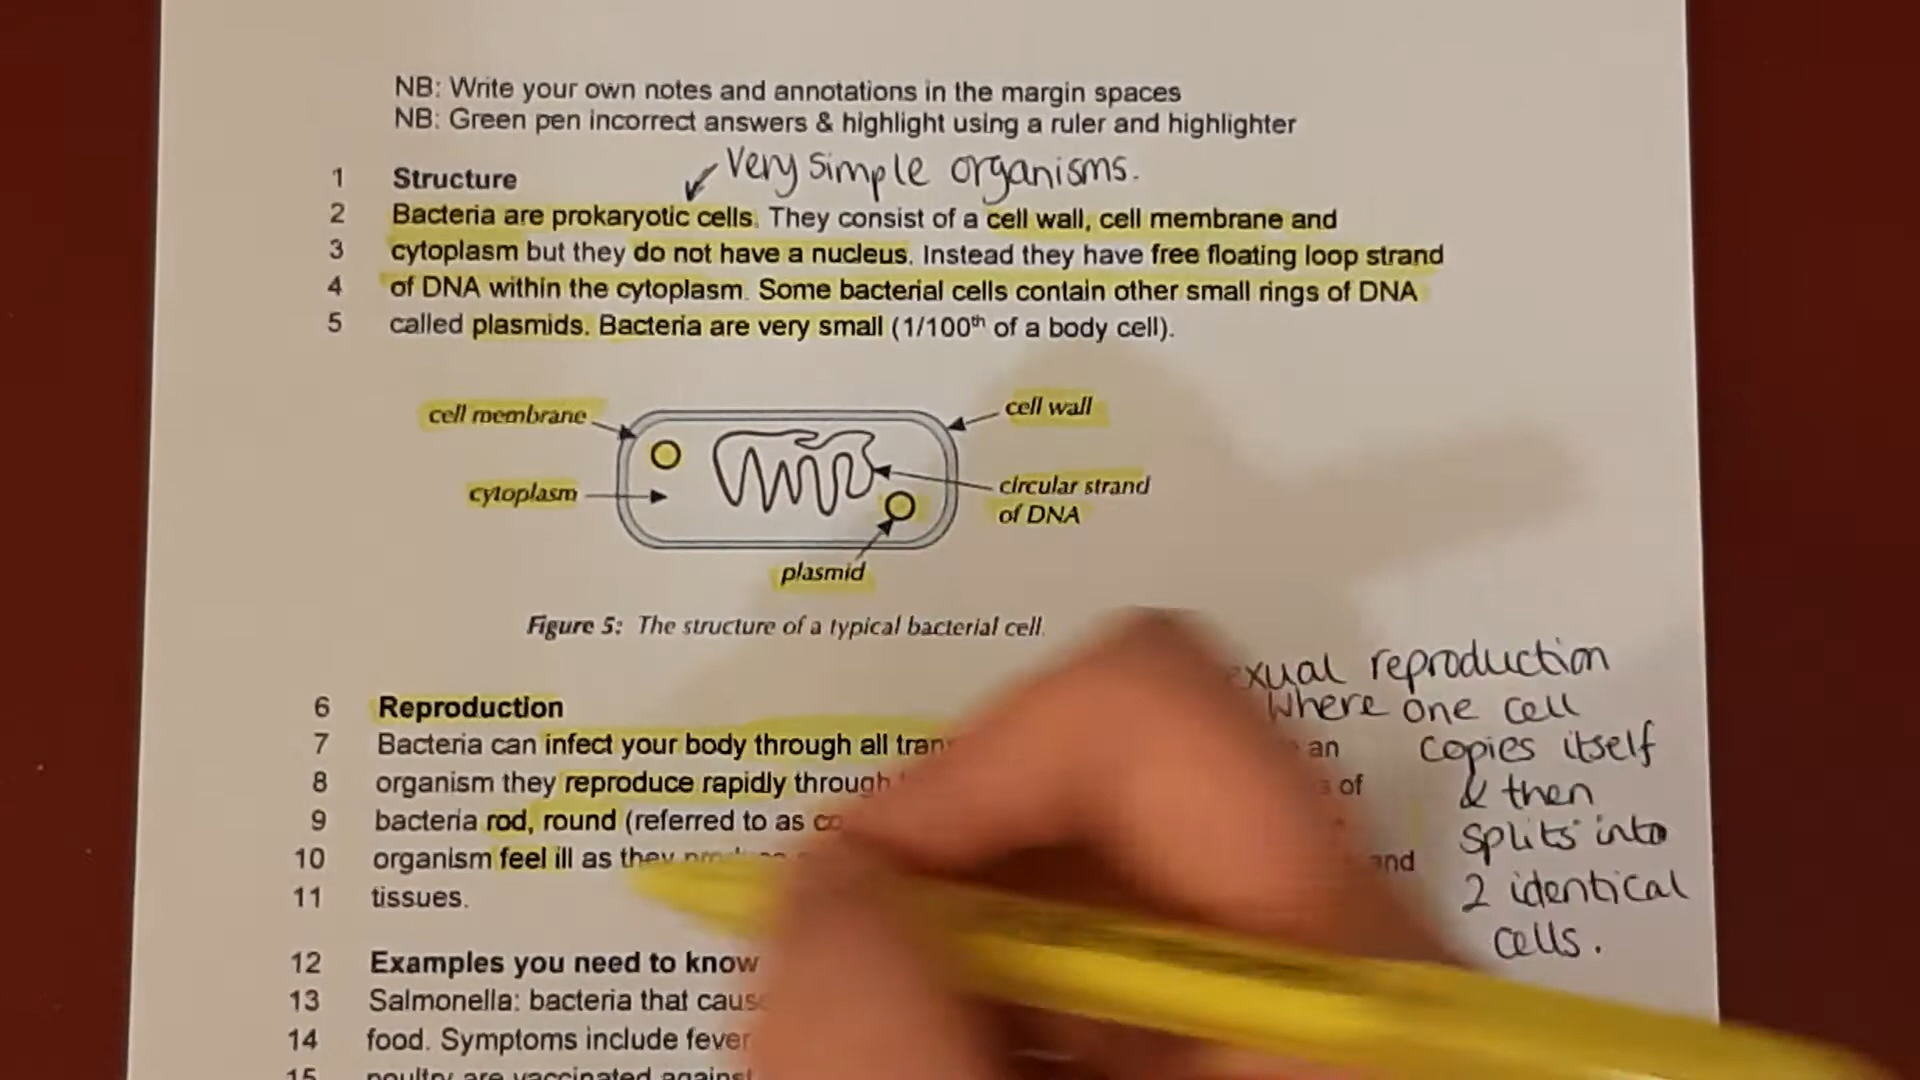 NB: Write your own notes and annotations in the margin spaces
NB: Green pen incorrect answers & highlight using a ruler and highlighter
Very simple organisms.
1 Structure
2 Bacteria are prokaryotic cells. They consist of a cell wall, cell membrane and
3 cytoplasm but they do not have a nucleus. Instead they have free floating loop strand
4 of DNA within the cytoplasm. Some bacterial cells contain other small rings of DNA
5 called plasmids. Bacteria are very small (1/100th of a body cell).
cell membrane
cell wall
cytoplasm
circular strand
of DNA
plasmid
Figure 5: The structure of a typical bacterial cell.
6 Reproduction
7 Bacteria can infect your body through all an
8 organism they reproduce rapidly through of
9 bacteria rod, round (referred to as
10 organism feel ill as they and
11 tissues.
reproduction
where one cell
copies itself
& then
splits into
2 identical
cells.
12 Examples you need to know
13 Salmonella: bacteria that
14 food. Symptoms include fever
15 poultry are vaccinated against